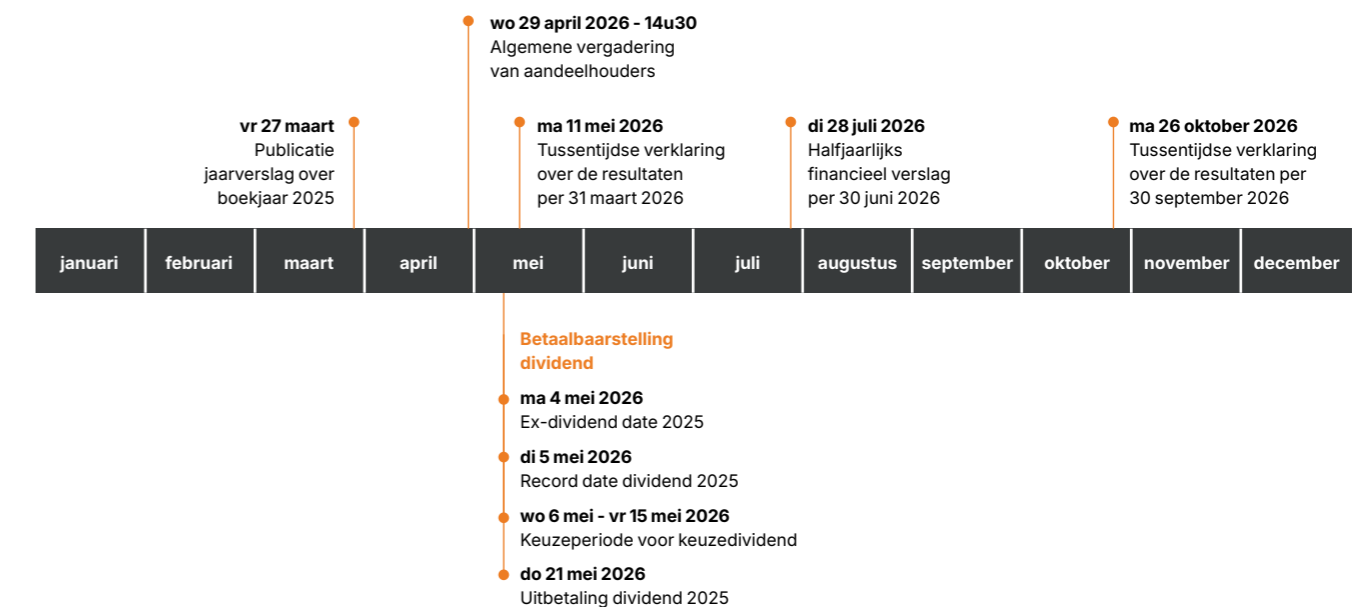 wo 29 april 2026 - 14u30
Algemene vergadering
van aandeelhouders
vr 27 maart
Publicatie
jaarverslag over
boekjaar 2025
ma 11 mei 2026
Tussentijdse verklaring
over de resultaten
per 31 maart 2026
di 28 juli 2026
Halfjaarlijks
financieel verslag
per 30 juni 2026
ma 26 oktober 2026
Tussentijdse verklaring
over de resultaten per
30 september 2026
januari februari maart april mei juni juli augustus september oktober november december
Betaalbaarstelling
dividend
ma 4 mei 2026
Ex-dividend date 2025
di 5 mei 2026
Record date dividend 2025
wo 6 mei - vr 15 mei 2026
Keuzeperiode voor keuzedividend
do 21 mei 2026
Uitbetaling dividend 2025